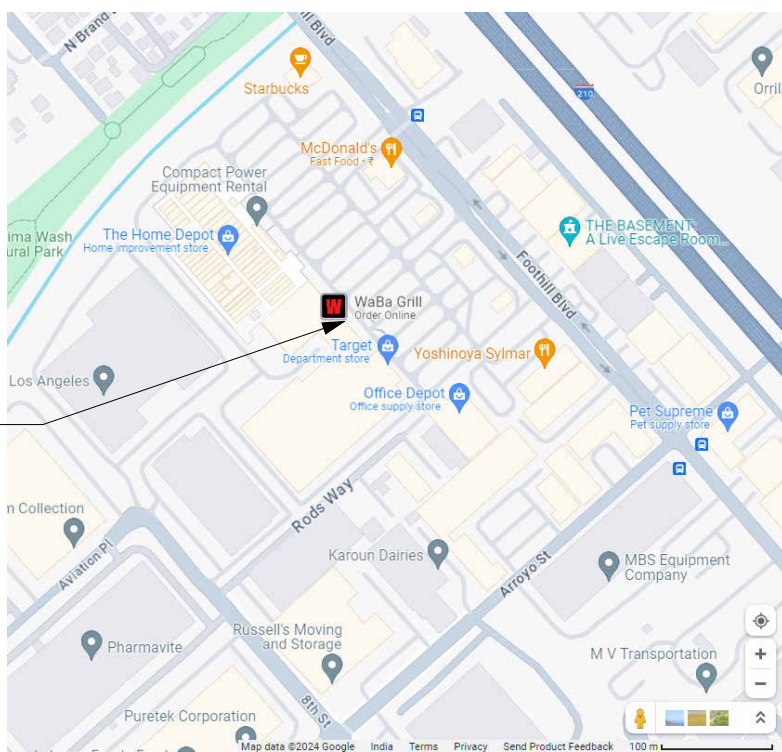 N Brand
ill Blvd
Starbucks
210
Orrill
McDonald's
Fast Food • ₹
Compact Power
Equipment Rental
THE BASEMENT:
A Live Escape Room...
The Home Depot
Home improvement store
ima Wash
ural Park
Foothill Blvd
W
WaBa Grill
Order Online
Target
Department store
Yoshinoya Sylmar
Los Angeles
Office Depot
Office supply store
Pet Supreme
Pet supply store
Rods Way
n Collection
Aviation Pl
Karoun Dairies
Arroyo St
MBS Equipment
Company
Pharmavite
Russell's Moving
and Storage
M V Transportation
8th St
Puretek Corporation
Map data ©2024 Google India Terms Privacy Send Product Feedback 100 m